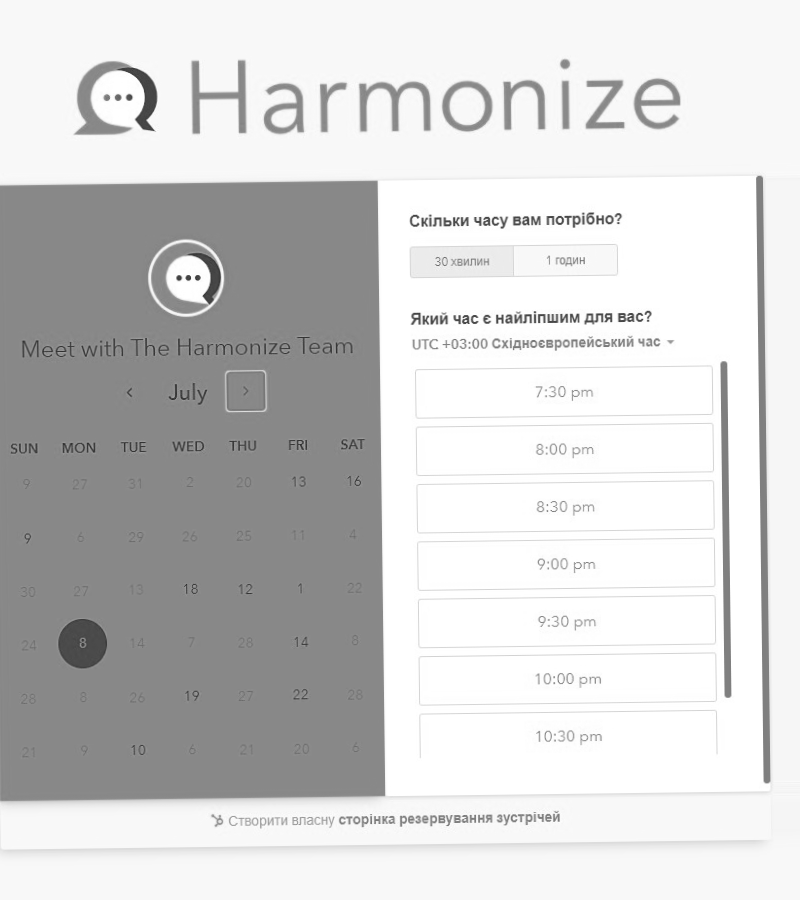 Harmonize
Meet with The Harmonize Team
July
SUN MON TUE WED THU FRI SAT
9 27 31 2 20 13 16
9 6 29 26 25 11 4
30 27 13 18 12 1 22
24 8 14 7 28 14 8
28 8 26 19 27 22 28
21 9 10 6 21 20 6
Скільки часу вам потрібно?
30 хвилин 1 годин
Який час є найліпшим для вас?
UTC +03:00 Східноєвропейський час
7:30 pm
8:00 pm
8:30 pm
9:00 pm
9:30 pm
10:00 pm
10:30 pm
Створити власну сторінка резервування зустрічей